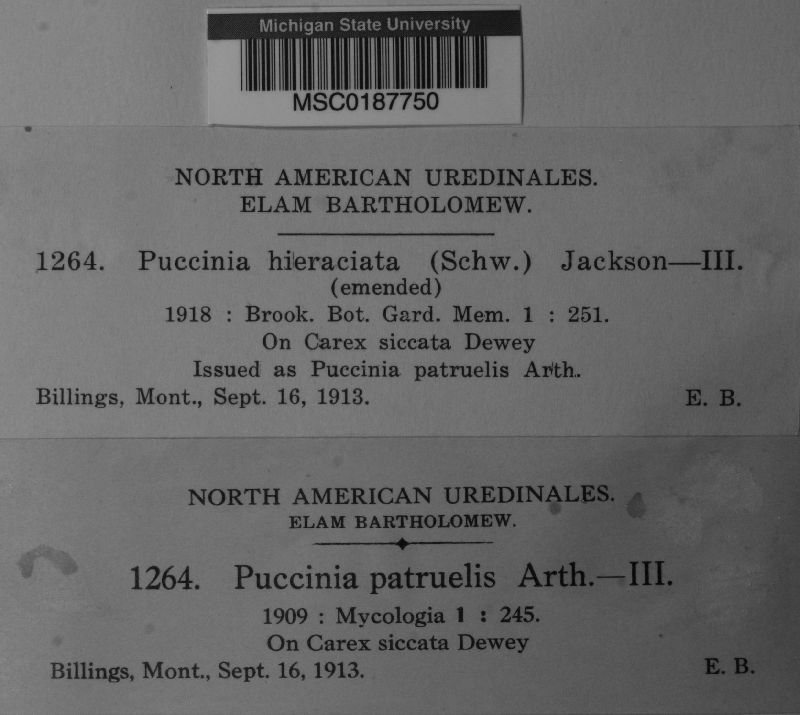 Michigan State University
MSC0187750
NORTH AMERICAN UREDINALES.
ELAM BARTHOLOMEW.
1264. Puccinia hieraciata (Schw.) Jackson—III.
(emended)
1918 : Brook. Bot. Gard. Mem. 1 : 251.
On Carex siccata Dewey
Issued as Puccinia patruelis Arth.
Billings, Mont., Sept. 16, 1913. E. B.
NORTH AMERICAN UREDINALES.
ELAM BARTHOLOMEW.
1264. Puccinia patruelis Arth.—III.
1909 : Mycologia 1 : 245.
On Carex siccata Dewey
Billings, Mont., Sept. 16, 1913. E. B.